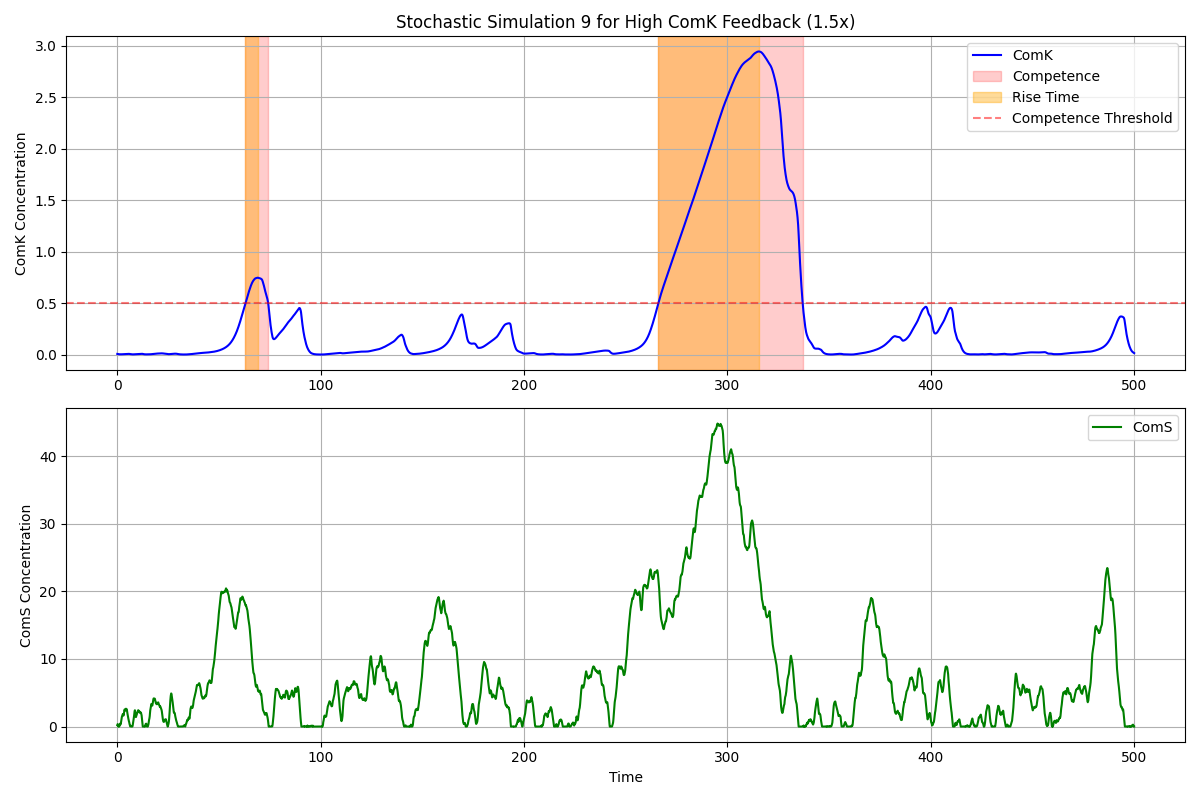 Stochastic Simulation 9 for High ComK Feedback (1.5x)
ComK Concentration
3.0
2.5
2.0
1.5
1.0
0.5
0.0
ComK
Competence
Rise Time
Competence Threshold
0 100 200 300 400 500
ComS Concentration
40
30
20
10
0
ComS
0 100 200 300 400 500
Time